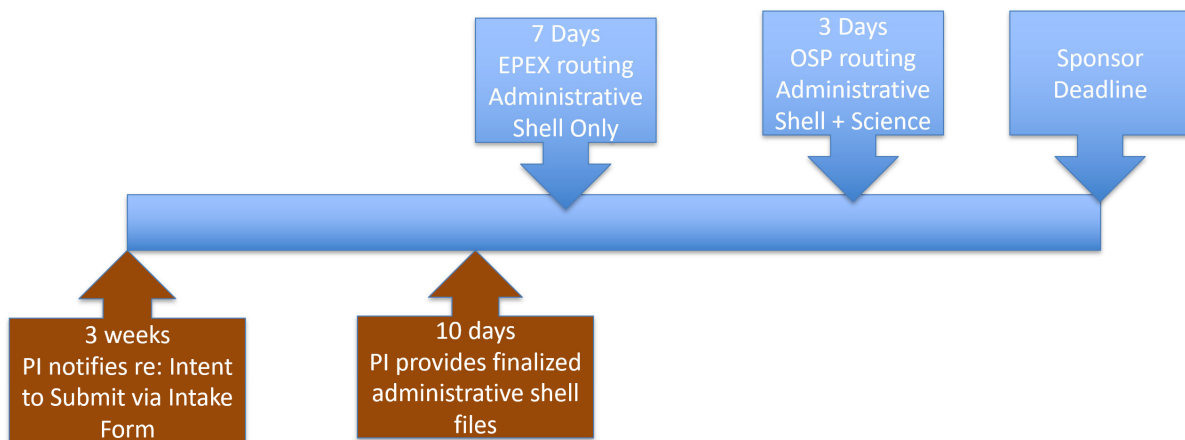 7 Days
EPEX routing
Administrative
Shell Only
3 Days
OSP routing
Administrative
Shell + Science
Sponsor
Deadline
3 weeks
PI notifies re: Intent
to Submit via Intake
Form
10 days
PI provides finalized
administrative shell
files